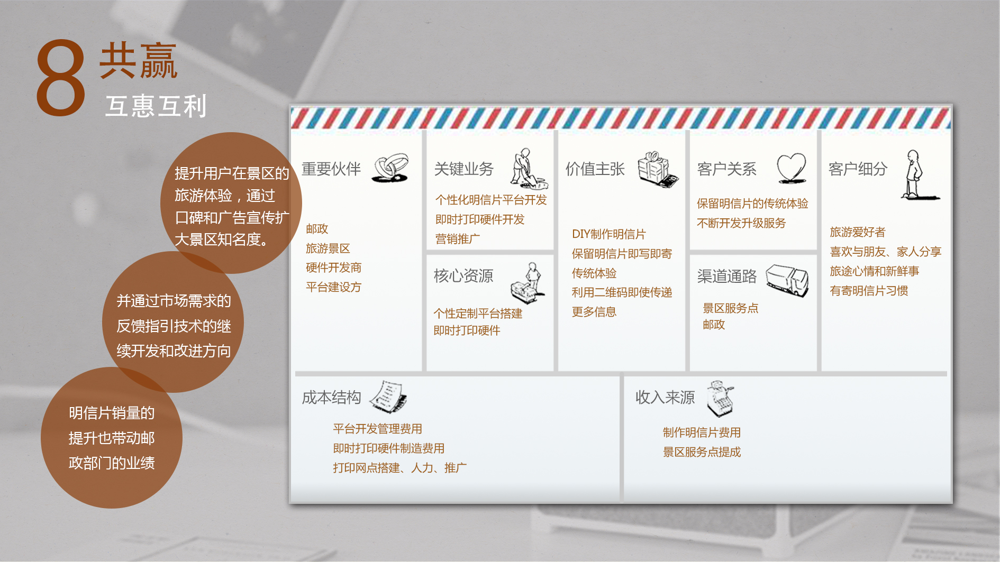 8
共赢
互惠互利
提升用户在景区的
旅游体验，通过
口碑和广告宣传扩
大景区知名度。
并通过市场需求的
反馈指引技术的继
续开发和改进方向
明信片销量的
提升也带动邮
政部门的业绩
重要伙伴
邮政
旅游景区
硬件开发商
平台建设方
关键业务
个性化明信片平台开发
即时打印硬件开发
营销推广
核心资源
个性定制平台搭建
即时打印硬件
价值主张
DIY制作明信片
保留明信片即写即寄
传统体验
利用二维码即使传递
更多信息
客户关系
保留明信片的传统体验
不断开发升级服务
渠道通路
景区服务点
邮政
客户细分
旅游爱好者
喜欢与朋友、家人分享
旅途心情和新鲜事
有寄明信片习惯
成本结构
平台开发管理费用
即时打印硬件制造费用
打印网点搭建、人力、推广
收入来源
制作明信片费用
景区服务点提成